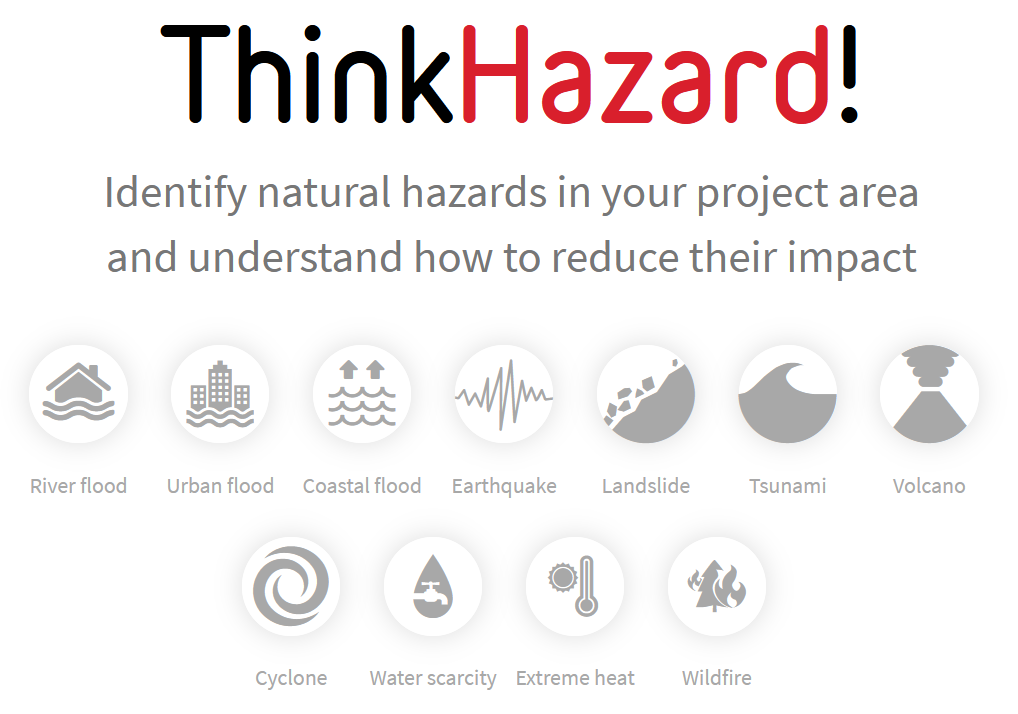 ThinkHazard!
Identify natural hazards in your project area
and understand how to reduce their impact
River flood
Urban flood
Coastal flood
Earthquake
Landslide
Tsunami
Volcano
Cyclone
Water scarcity
Extreme heat
Wildfire